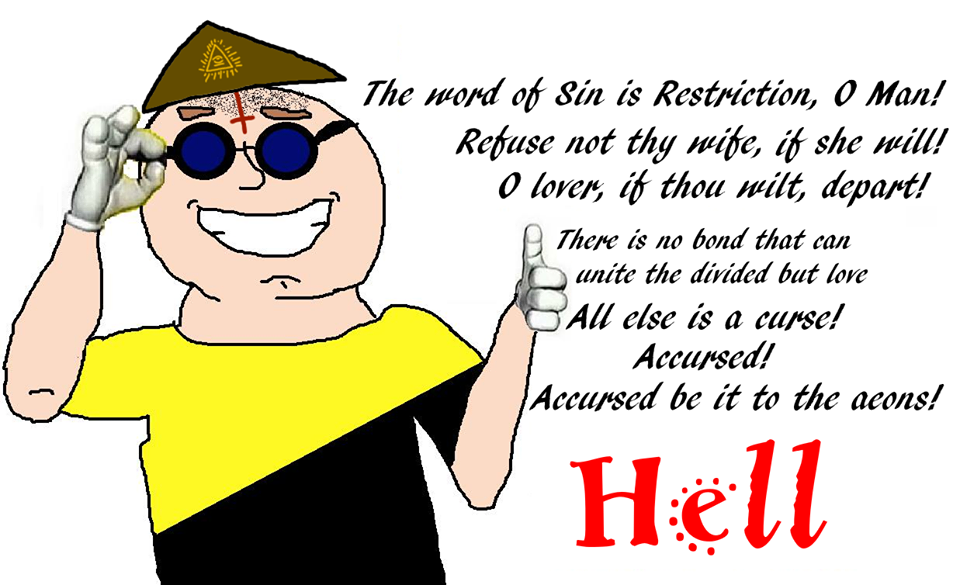 The word of Sin is Restriction, O Man!
Refuse not thy wife, if she will!
O lover, if thou wilt, depart!
There is no bond that can
unite the divided but love
All else is a curse!
Accursed!
Accursed be it to the aeons!
Hell